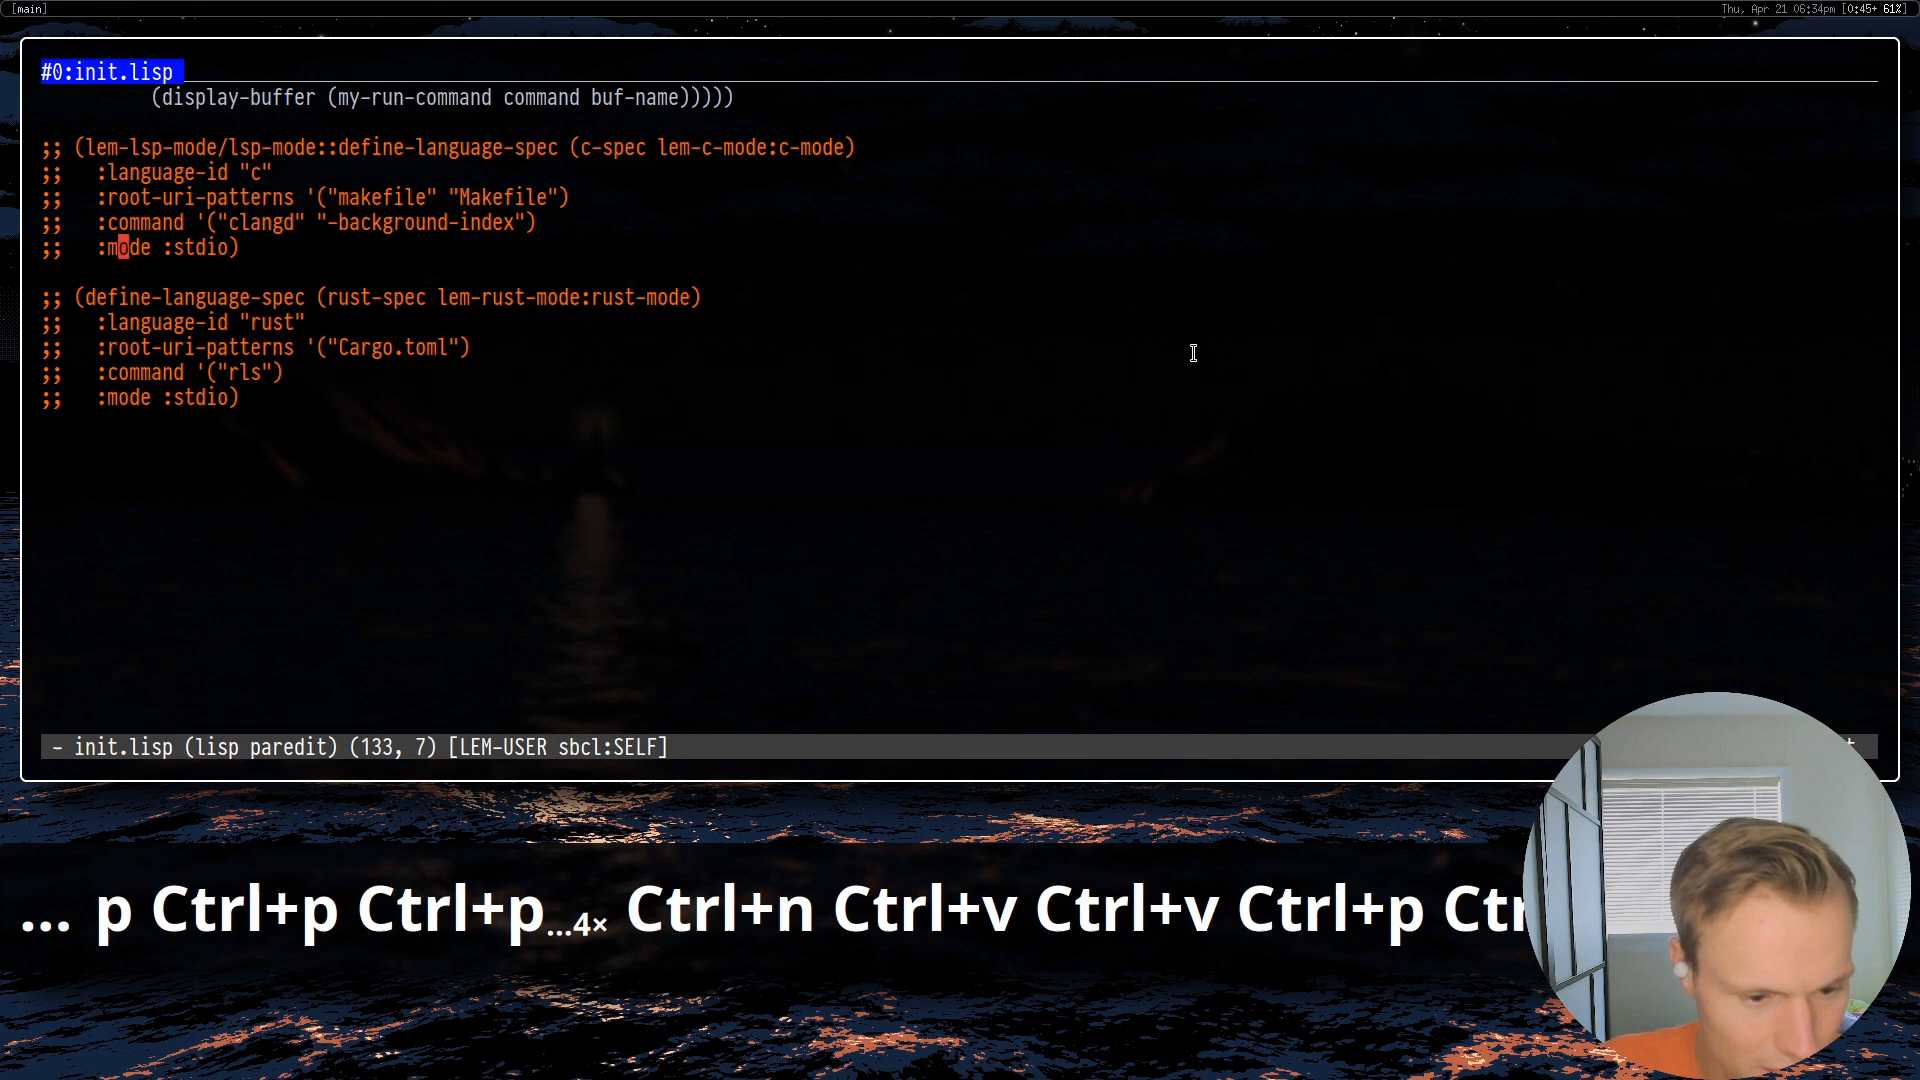 [main]
Thu, Apr 21 06:34pm [0:45+ 61%]
#0:init.lisp
(display-buffer (my-run-command command buf-name)))))
;; (lem-lsp-mode/lsp-mode::define-language-spec (c-spec lem-c-mode:c-mode)
;;   :language-id "c"
;;   :root-uri-patterns '("makefile" "Makefile")
;;   :command '("clangd" "-background-index")
;;   :mode :stdio)
;; (define-language-spec (rust-spec lem-rust-mode:rust-mode)
;;   :language-id "rust"
;;   :root-uri-patterns '("Cargo.toml")
;;   :command '("rls")
;;   :mode :stdio)
- init.lisp (lisp paredit) (133, 7) [LEM-USER sbcl:SELF]
... p Ctrl+p Ctrl+p...4× Ctrl+n Ctrl+v Ctrl+v Ctrl+p